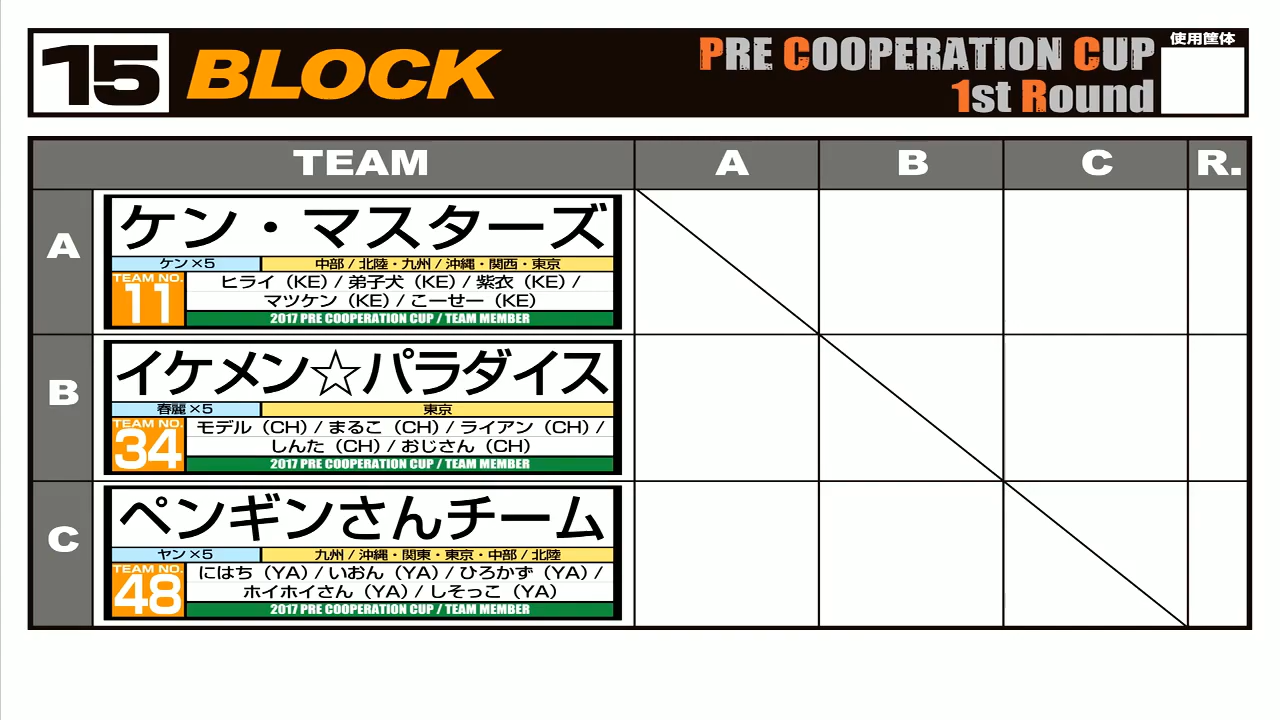 15 BLOCK
PRE COOPERATION CUP
1st Round
使用筐体
TEAM A B C R.
A
ケン・マスターズ
ケン×5 中部 / 北陸・九州 / 沖縄・関西・東京
TEAM NO.
11
ヒライ（KE）/ 弟子犬（KE）/ 紫衣（KE）/
マツケン（KE）/ こーせー（KE）
2017 PRE COOPERATION CUP / TEAM MEMBER
B
イケメン☆パラダイス
春麗×5 東京
TEAM NO.
34
モデル（CH）/ まるこ（CH）/ ライアン（CH）/
しんた（CH）/ おじさん（CH）
2017 PRE COOPERATION CUP / TEAM MEMBER
C
ペンギンさんチーム
ヤン×5 九州 / 沖縄・関東・東京・中部 / 北陸
TEAM NO.
48
にはち（YA）/ いおん（YA）/ ひろかず（YA）/
ホイホイさん（YA）/ しそっこ（YA）
2017 PRE COOPERATION CUP / TEAM MEMBER